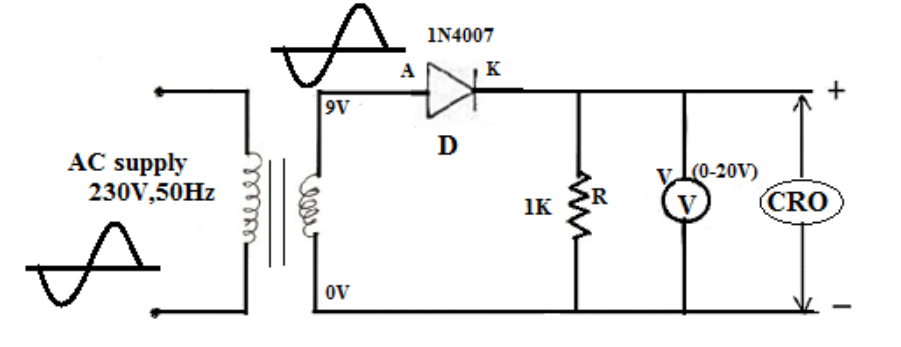 1N4007
A
K
+
9V
D
AC supply
230V,50Hz
V
(0-20V)
1K
R
V
CRO
0V
−